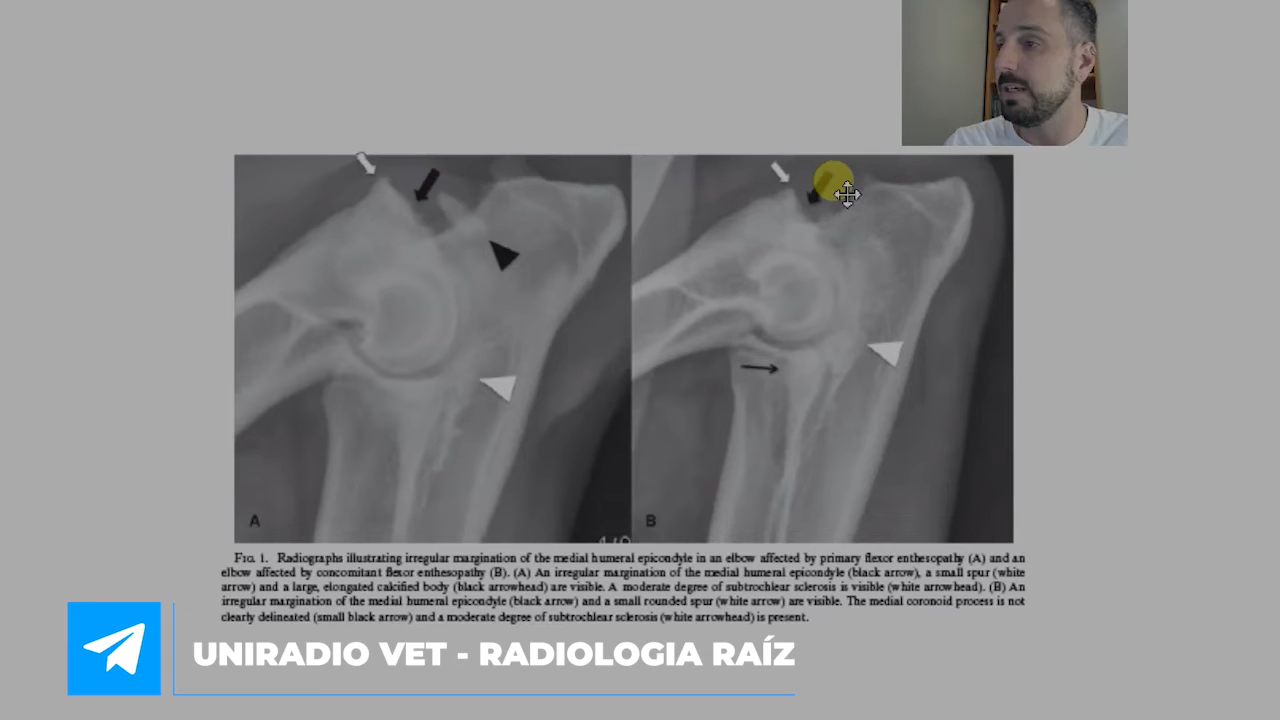 A
B
FIG. 1. Radiographs illustrating irregular margination of the medial humeral epicondyle in an elbow affected by primary flexor enthesopathy (A) and an
elbow affected by concomitant flexor enthesopathy (B). (A) An irregular margination of the medial humeral epicondyle (black arrow), a small spur (white
arrow) and a large, elongated calcified body (black arrowhead) are visible. A moderate degree of subtrochlear sclerosis is visible (white arrowhead). (B) An
irregular margination of the medial humeral epicondyle (black arrow) and a small rounded spur (white arrow) are visible. The medial coronoid process is not
clearly delineated (small black arrow) and a moderate degree of subtrochlear sclerosis (white arrowhead) is present.
UNIRADIO VET - RADIOLOGIA RAÍZ